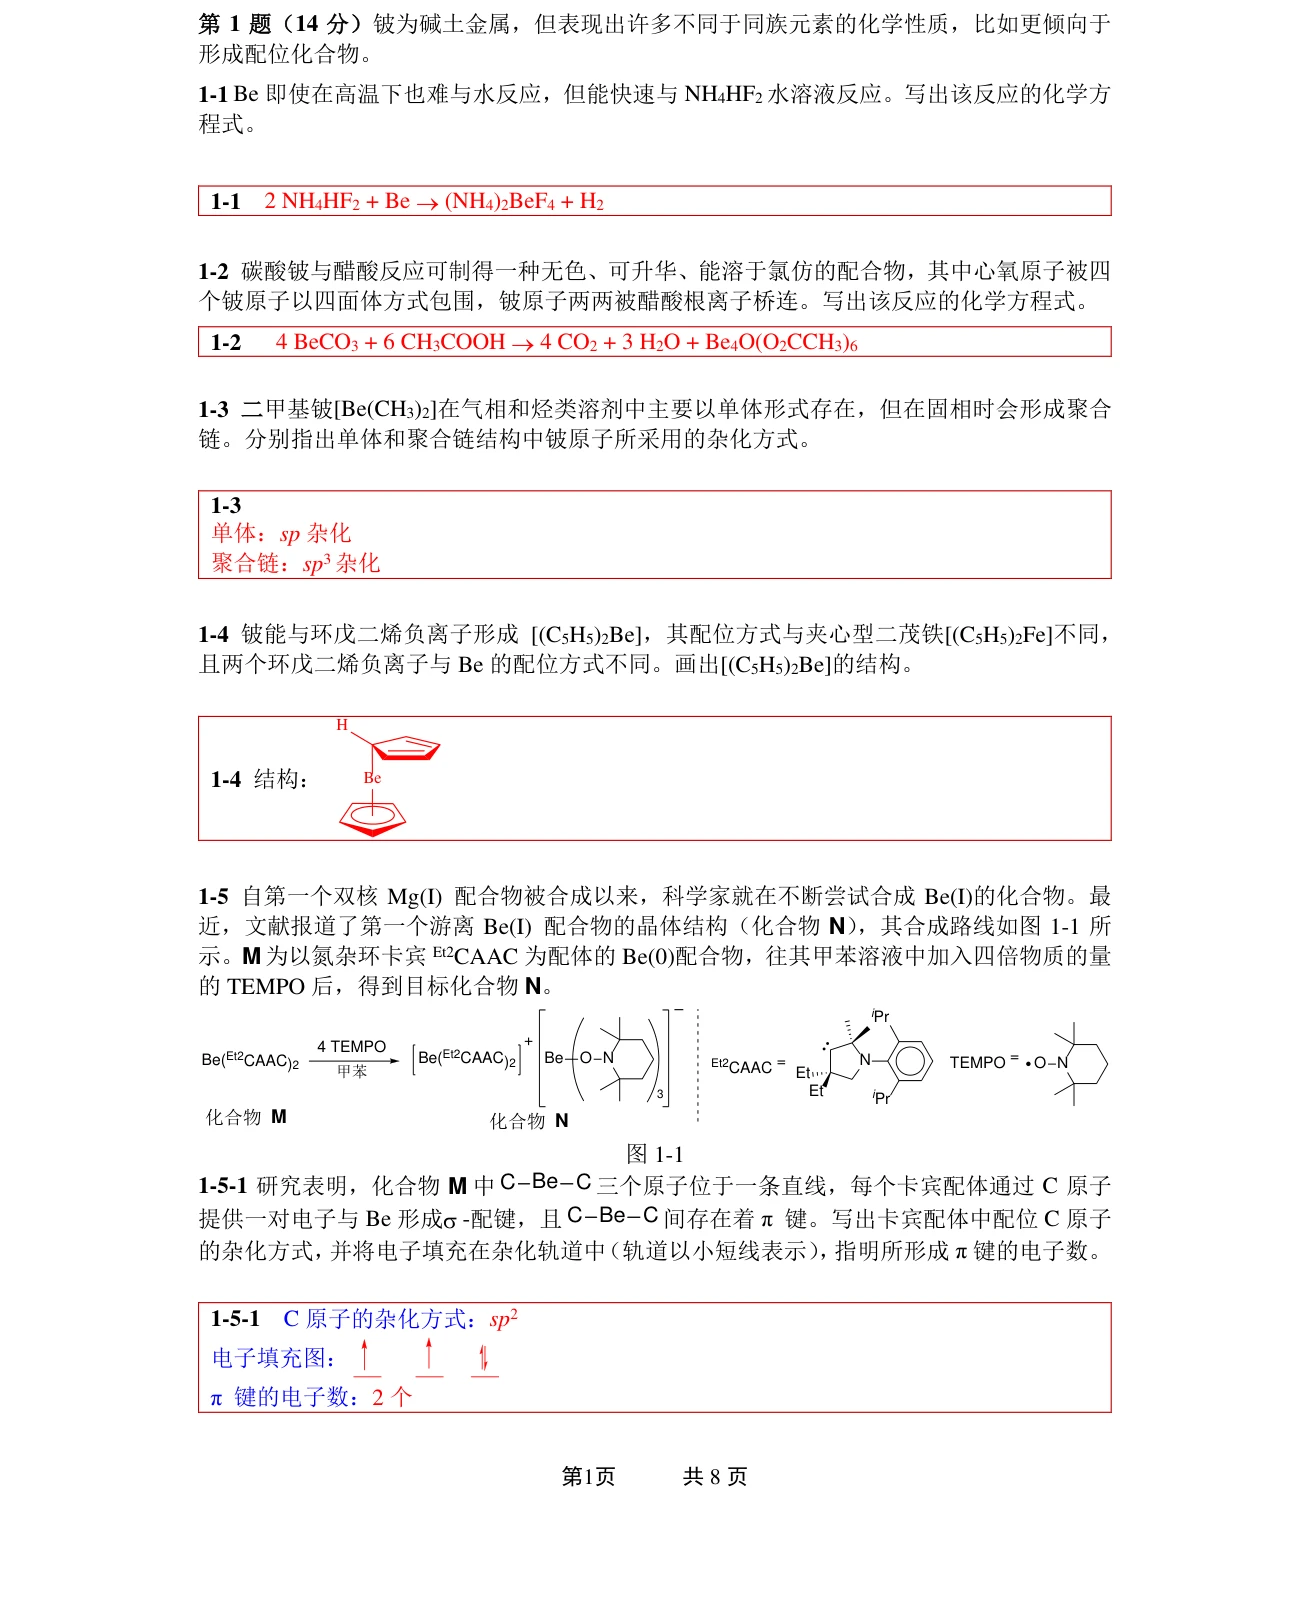 第 1 题（14 分）铍为碱土金属，但表现出许多不同于同族元素的化学性质，比如更倾向于
形成配位化合物。
1-1 Be 即使在高温下也难与水反应，但能快速与 NH4HF2 水溶液反应。写出该反应的化学方
程式。
1-1 2 NH4HF2 + Be → (NH4)2BeF4 + H2
1-2 碳酸铍与醋酸反应可制得一种无色、可升华、能溶于氯仿的配合物，其中心氧原子被四
个铍原子以四面体方式包围，铍原子两两被醋酸根离子桥连。写出该反应的化学方程式。
1-2 4 BeCO3 + 6 CH3COOH → 4 CO2 + 3 H2O + Be4O(O2CCH3)6
1-3 二甲基铍[Be(CH3)2]在气相和烃类溶剂中主要以单体形式存在，但在固相时会形成聚合
链。分别指出单体和聚合链结构中铍原子所采用的杂化方式。
1-3
单体：sp 杂化
聚合链：sp3 杂化
1-4 铍能与环戊二烯负离子形成 [(C5H5)2Be]，其配位方式与夹心型二茂铁[(C5H5)2Fe]不同，
且两个环戊二烯负离子与 Be 的配位方式不同。画出[(C5H5)2Be]的结构。
H
Be
1-4 结构：
1-5 自第一个双核 Mg(I) 配合物被合成以来，科学家就在不断尝试合成 Be(I)的化合物。最
近，文献报道了第一个游离 Be(I) 配合物的晶体结构（化合物 N），其合成路线如图 1-1 所
示。M 为以氮杂环卡宾 Et2CAAC 为配体的 Be(0)配合物，往其甲苯溶液中加入四倍物质的量
的 TEMPO 后，得到目标化合物 N。
Be(Et2CAAC)2 4 TEMPO 甲苯 [Be(Et2CAAC)2]+ [Be(O–N)3]− Et2CAAC = Et Et N iPr iPr TEMPO = •O–N
化合物 M 化合物 N
图 1-1
1-5-1 研究表明，化合物 M 中 C–Be–C 三个原子位于一条直线，每个卡宾配体通过 C 原子
提供一对电子与 Be 形成σ -配键，且 C–Be–C 间存在着 π 键。写出卡宾配体中配位 C 原子
的杂化方式，并将电子填充在杂化轨道中（轨道以小短线表示），指明所形成 π 键的电子数。
1-5-1 C 原子的杂化方式：sp2
电子填充图：
π 键的电子数：2 个
第1页 共 8 页